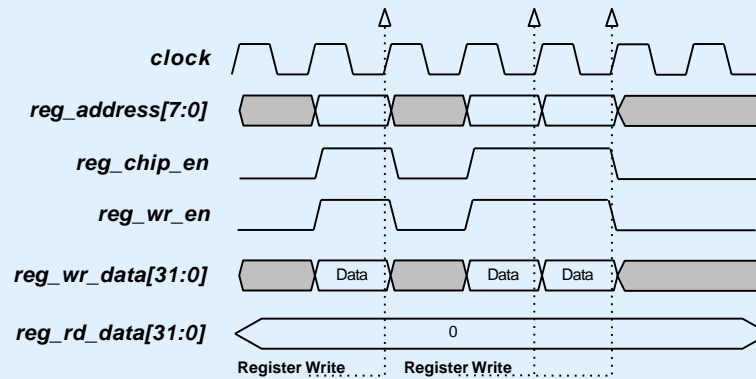 clock
reg_address[7:0]
reg_chip_en
reg_wr_en
reg_wr_data[31:0] Data Data Data
reg_rd_data[31:0] 0
Register Write Register Write